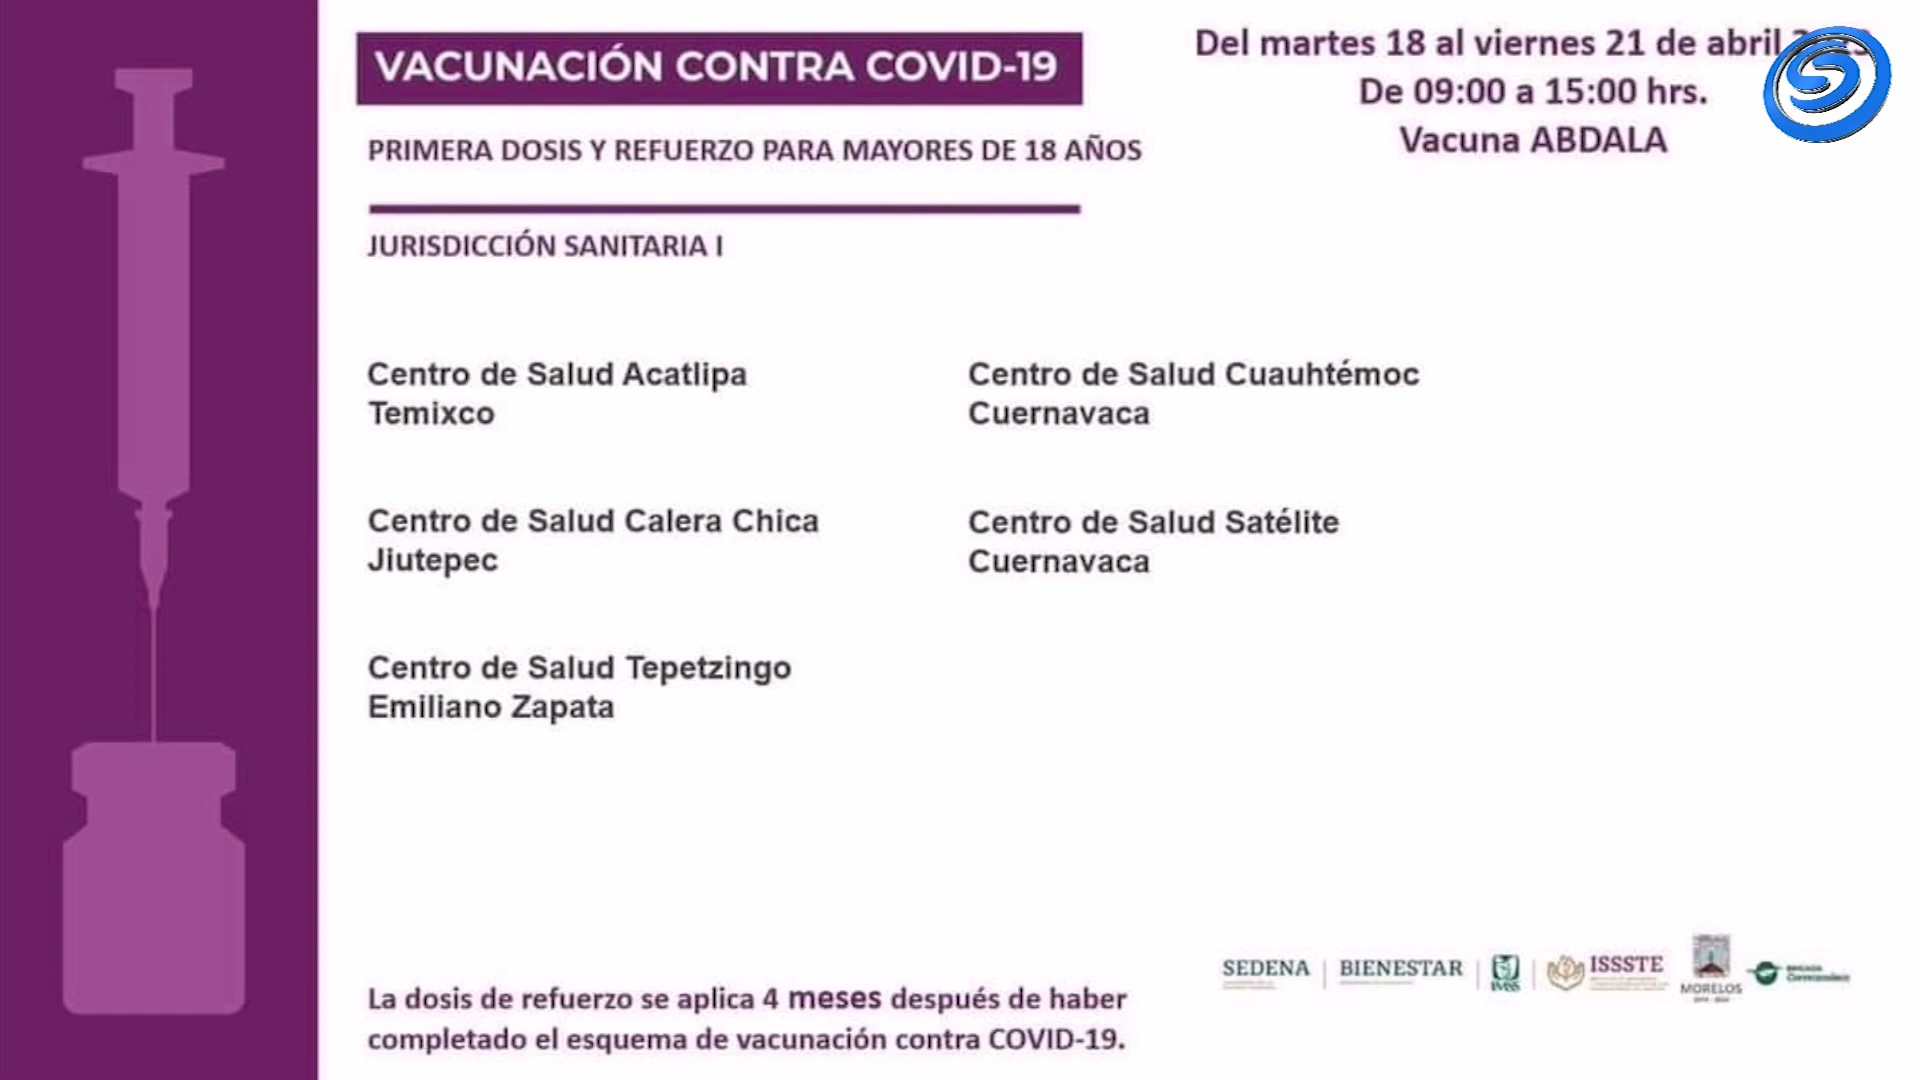 VACUNACIÓN CONTRA COVID-19
PRIMERA DOSIS Y REFUERZO PARA MAYORES DE 18 AÑOS
Del martes 18 al viernes 21 de abril
De 09:00 a 15:00 hrs.
Vacuna ABDALA
JURISDICCIÓN SANITARIA I
Centro de Salud Acatlipa
Temixco
Centro de Salud Cuauhtémoc
Cuernavaca
Centro de Salud Calera Chica
Jiutepec
Centro de Salud Satélite
Cuernavaca
Centro de Salud Tepetzingo
Emiliano Zapata
La dosis de refuerzo se aplica 4 meses después de haber
completado el esquema de vacunación contra COVID-19.
SEDENA
BIENESTAR
IMSS
ISSSTE
MORELOS